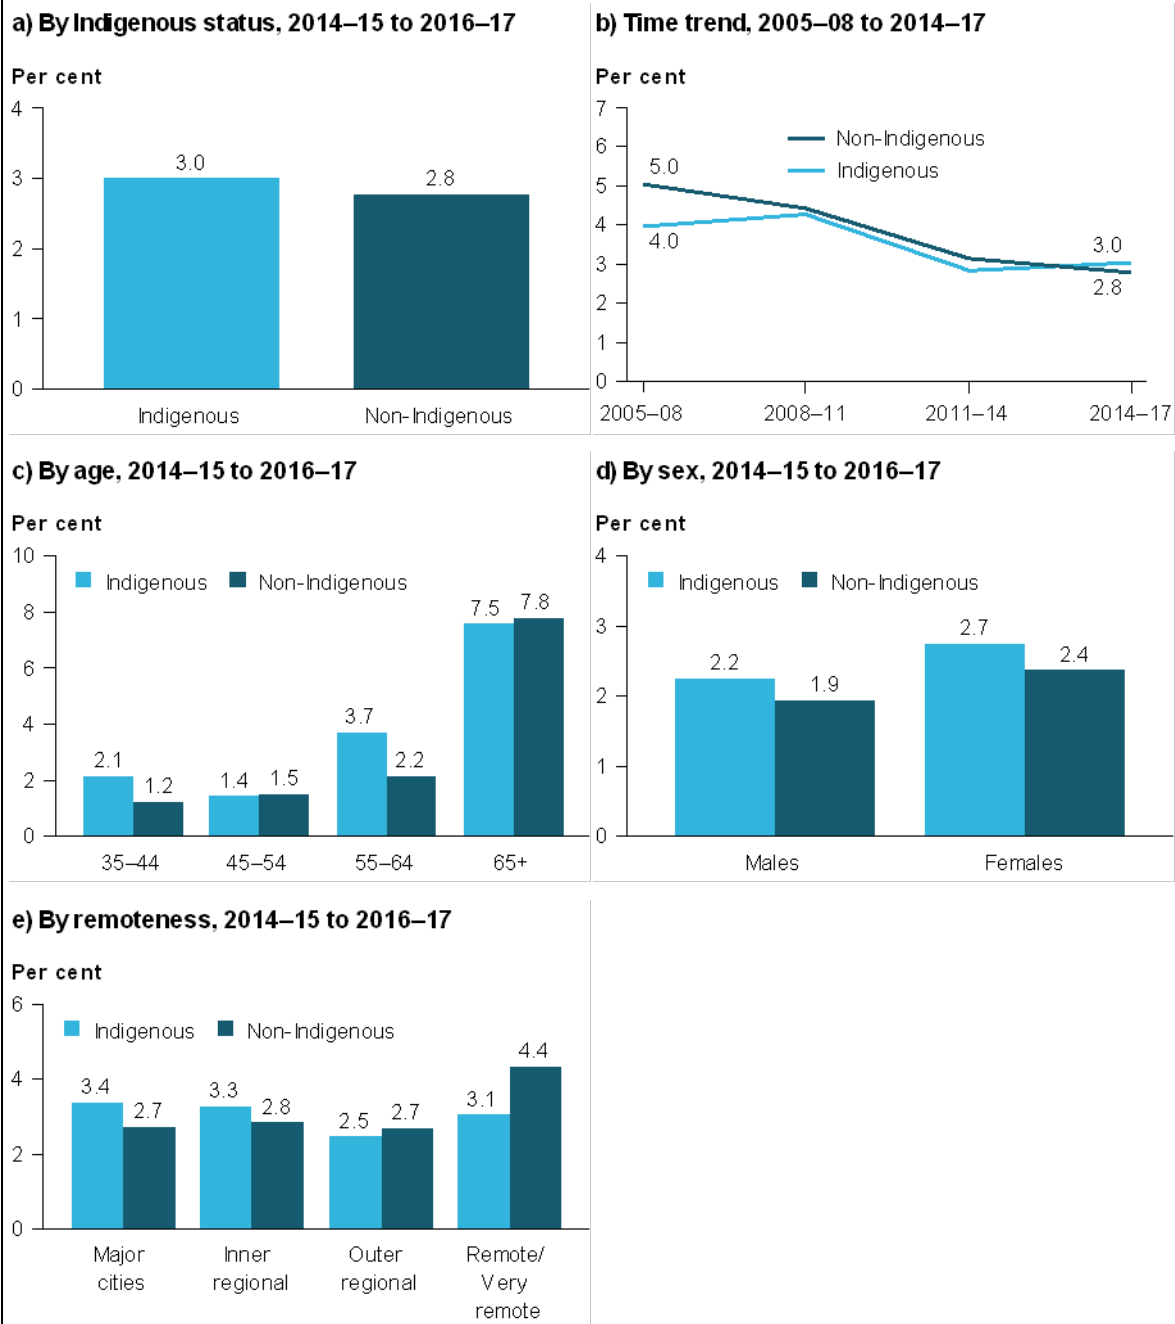 a) By Indigenous status, 2014–15 to 2016–17
Per cent
4
3
2
1
0
3.0
2.8
Indigenous
Non-Indigenous
b) Time trend, 2005–08 to 2014–17
Per cent
7
6
5
4
3
2
1
0
Non-Indigenous
Indigenous
5.0
4.0
3.0
2.8
2005–08
2008–11
2011–14
2014–17
c) By age, 2014–15 to 2016–17
Per cent
10
8
6
4
2
0
Indigenous
Non-Indigenous
2.1
1.2
1.4
1.5
3.7
2.2
7.5
7.8
35–44
45–54
55–64
65+
d) By sex, 2014–15 to 2016–17
Per cent
4
3
2
1
0
Indigenous
Non-Indigenous
2.2
1.9
2.7
2.4
Males
Females
e) By remoteness, 2014–15 to 2016–17
Per cent
6
4
2
0
Indigenous
Non-Indigenous
3.4
2.7
3.3
2.8
2.5
2.7
3.1
4.4
Major
cities
Inner
regional
Outer
regional
Remote/
Very
remote